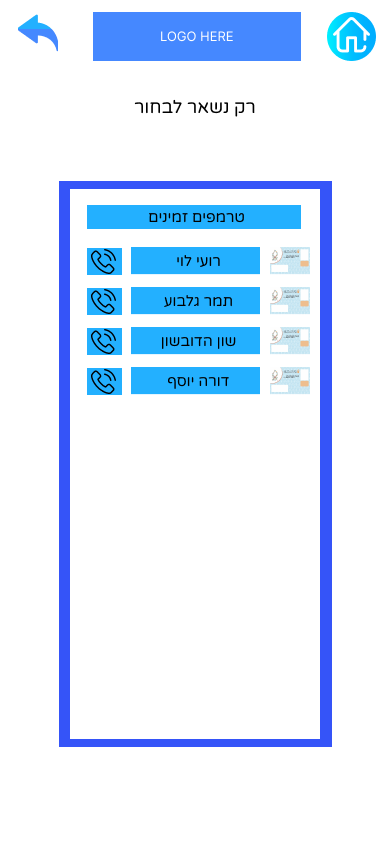 LOGO HERE
רק נשאר לבחור
טרמפים זמינים
רועי לוי
תמר גלבוע
שון הדובשון
דורה יוסף